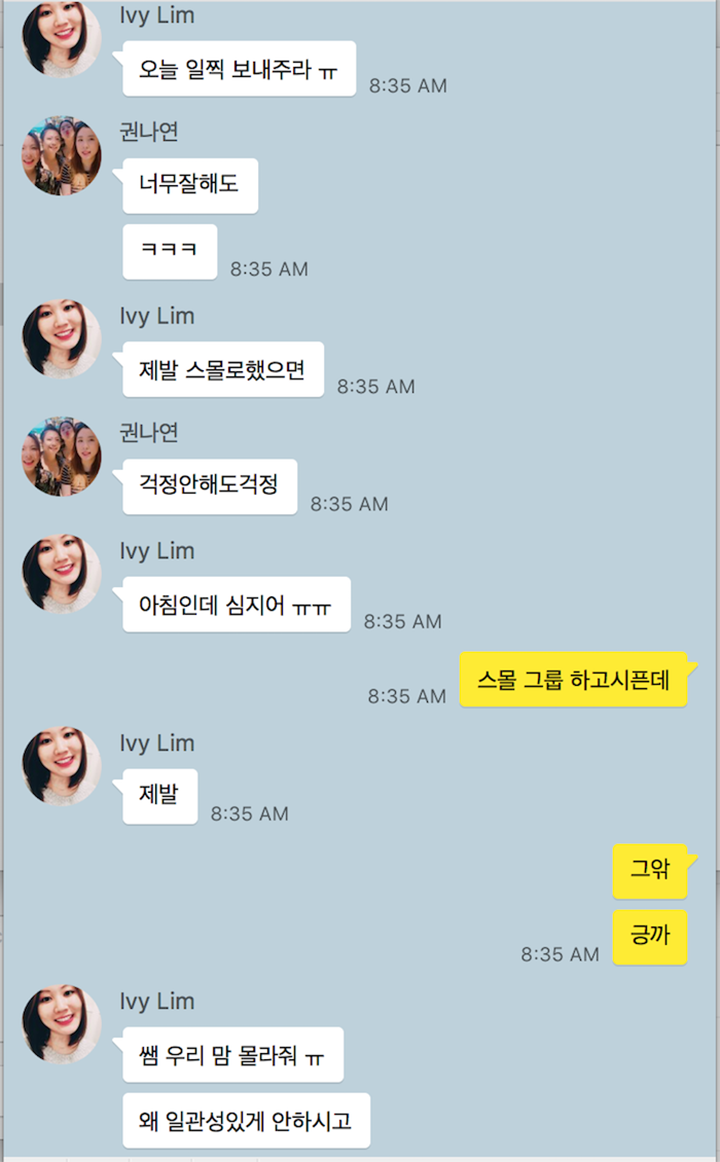 Ivy Lim
오늘 일찍 보내주라 ㅠ
8:35 AM
권나연
너무잘해도
ㅋㅋㅋ
8:35 AM
Ivy Lim
제발 스몰로했으면
8:35 AM
권나연
걱정안해도걱정
8:35 AM
Ivy Lim
아침인데 심지어 ㅠㅠ
8:35 AM
스몰 그룹 하고시픈데
8:35 AM
Ivy Lim
제발
8:35 AM
그앆
긍까
8:35 AM
Ivy Lim
쌤 우리 맘 몰라줘 ㅠ
왜 일관성있게 안하시고